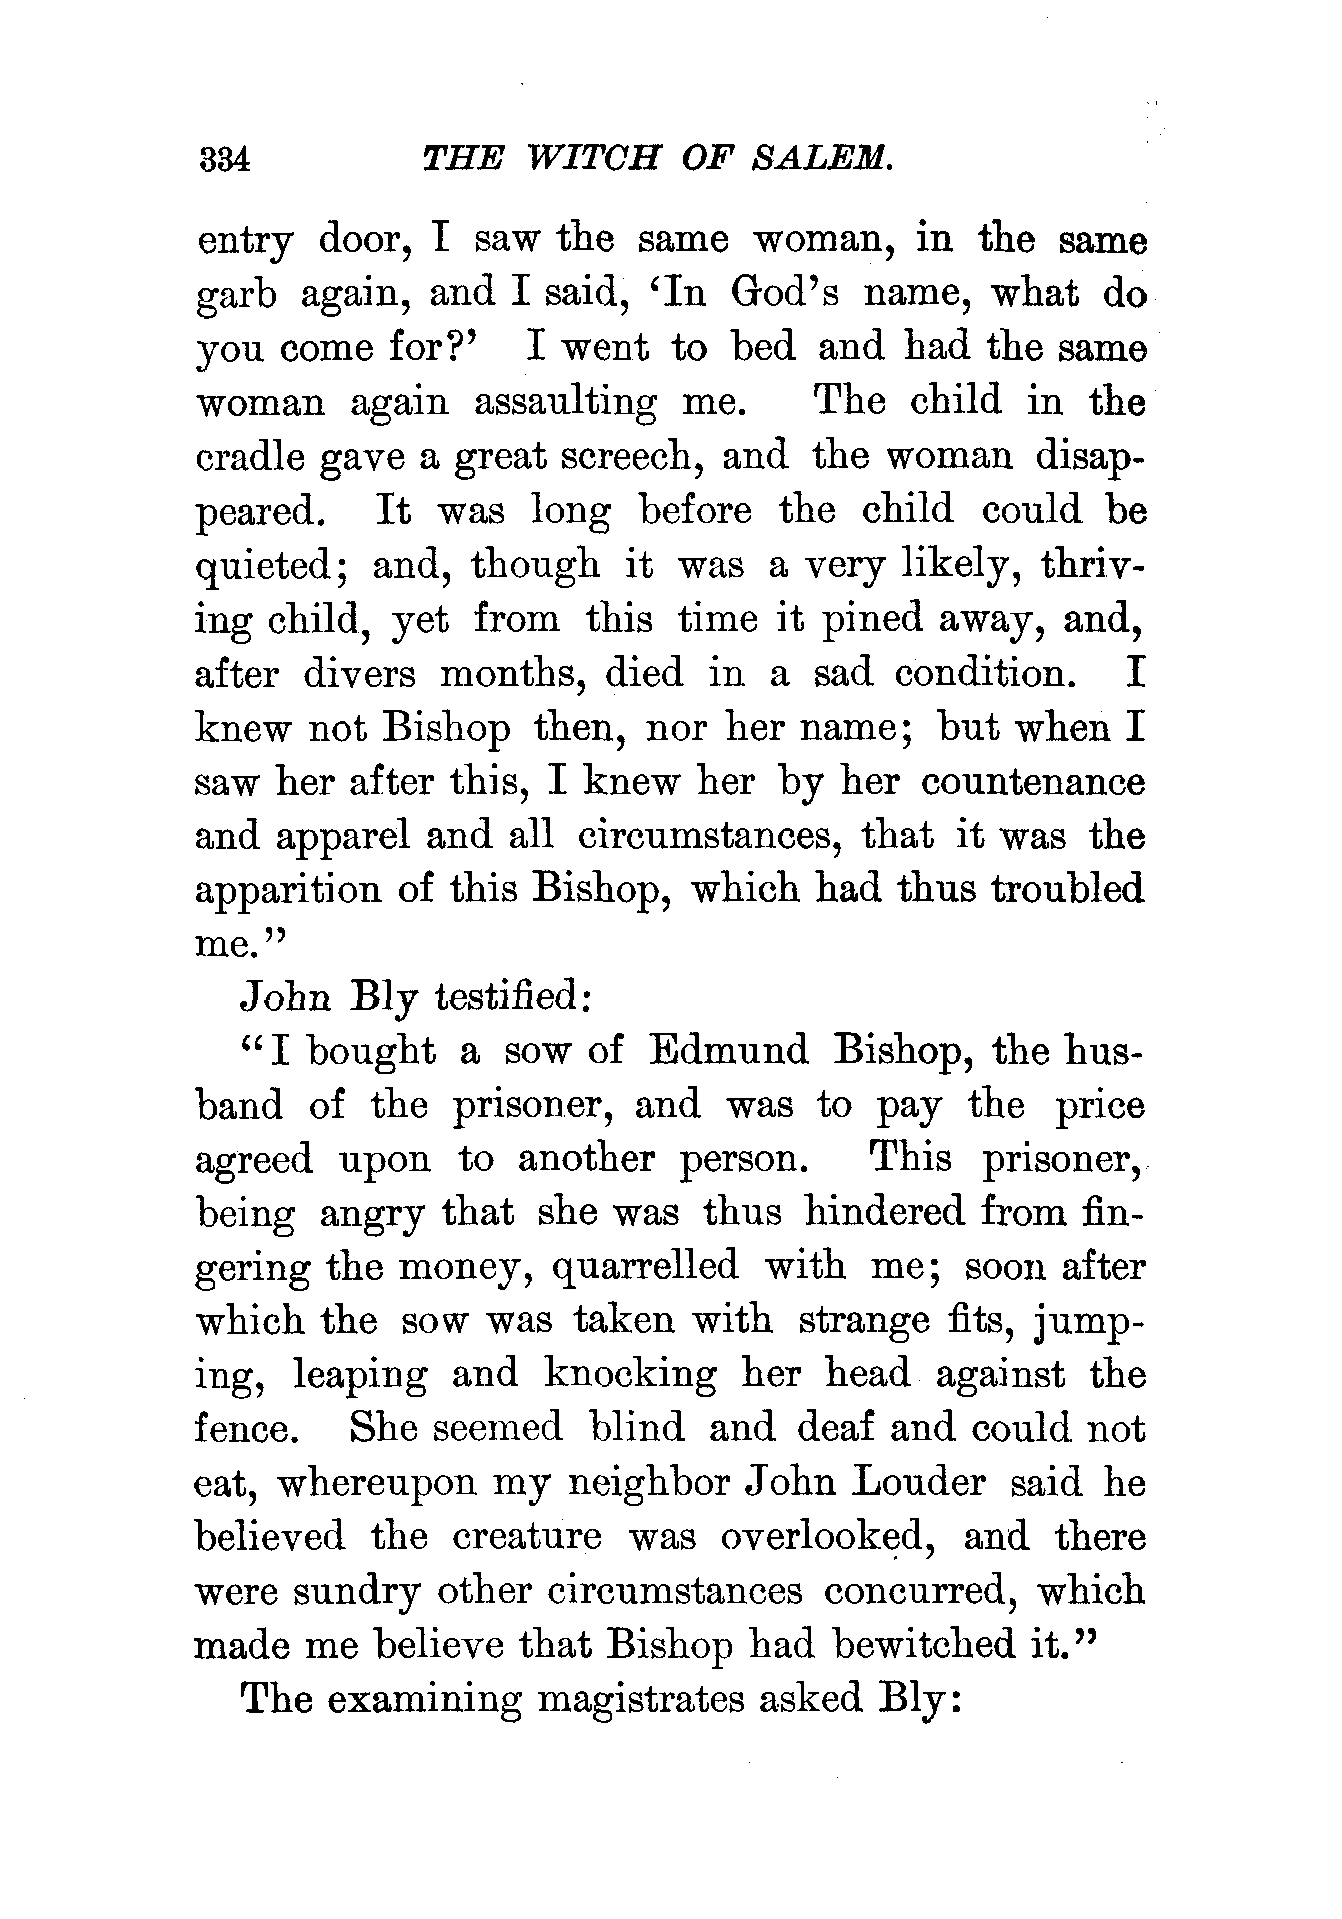 334 THE WITCH OF SALEM.
entry door, I saw the same woman, in the same
garb again, and I said, ‘In God’s name, what do
you come for?’ I went to bed and had the same
woman again assaulting me. The child in the
cradle gave a great screech, and the woman disap-
peared. It was long before the child could be
quieted; and, though it was a very likely, thriv-
ing child, yet from this time it pined away, and,
after divers months, died in a sad condition. I
knew not Bishop then, nor her name; but when I
saw her after this, I knew her by her countenance
and apparel and all circumstances, that it was the
apparition of this Bishop, which had thus troubled
me.”
John Bly testified:
“I bought a sow of Edmund Bishop, the hus-
band of the prisoner, and was to pay the price
agreed upon to another person. This prisoner,
being angry that she was thus hindered from fin-
gering the money, quarrelled with me; soon after
which the sow was taken with strange fits, jump-
ing, leaping and knocking her head against the
fence. She seemed blind and deaf and could not
eat, whereupon my neighbor John Louder said he
believed the creature was overlooked, and there
were sundry other circumstances concurred, which
made me believe that Bishop had bewitched it.”
The examining magistrates asked Bly: